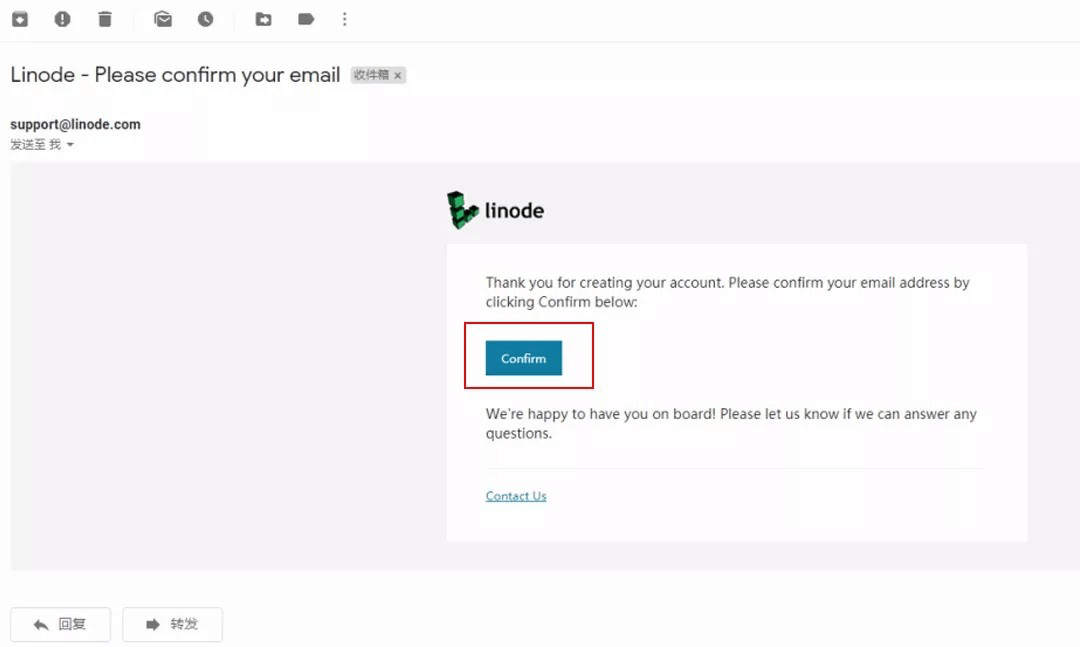 Linode - Please confirm your email 收件箱 ×
support@linode.com
发送至 我
linode
Thank you for creating your account. Please confirm your email address by
clicking Confirm below:
Confirm
We're happy to have you on board! Please let us know if we can answer any
questions.
Contact Us
回复 转发